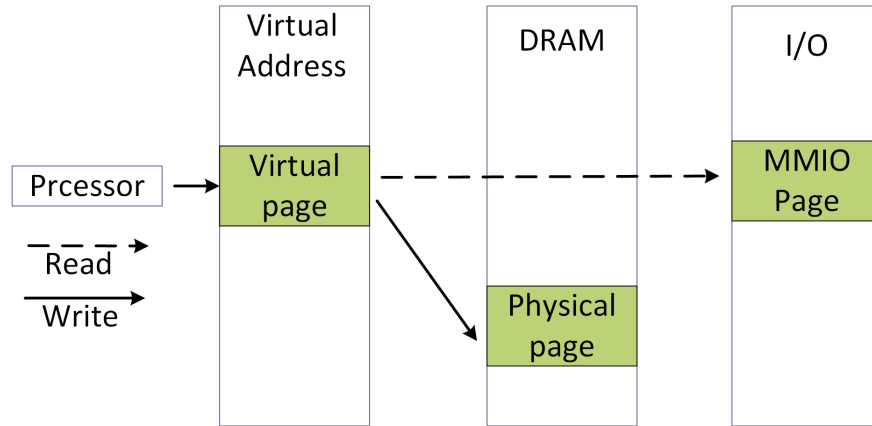 Virtual
Address
DRAM
I/O
Prcessor
Virtual
page
MMIO
Page
Read
Write
Physical
page